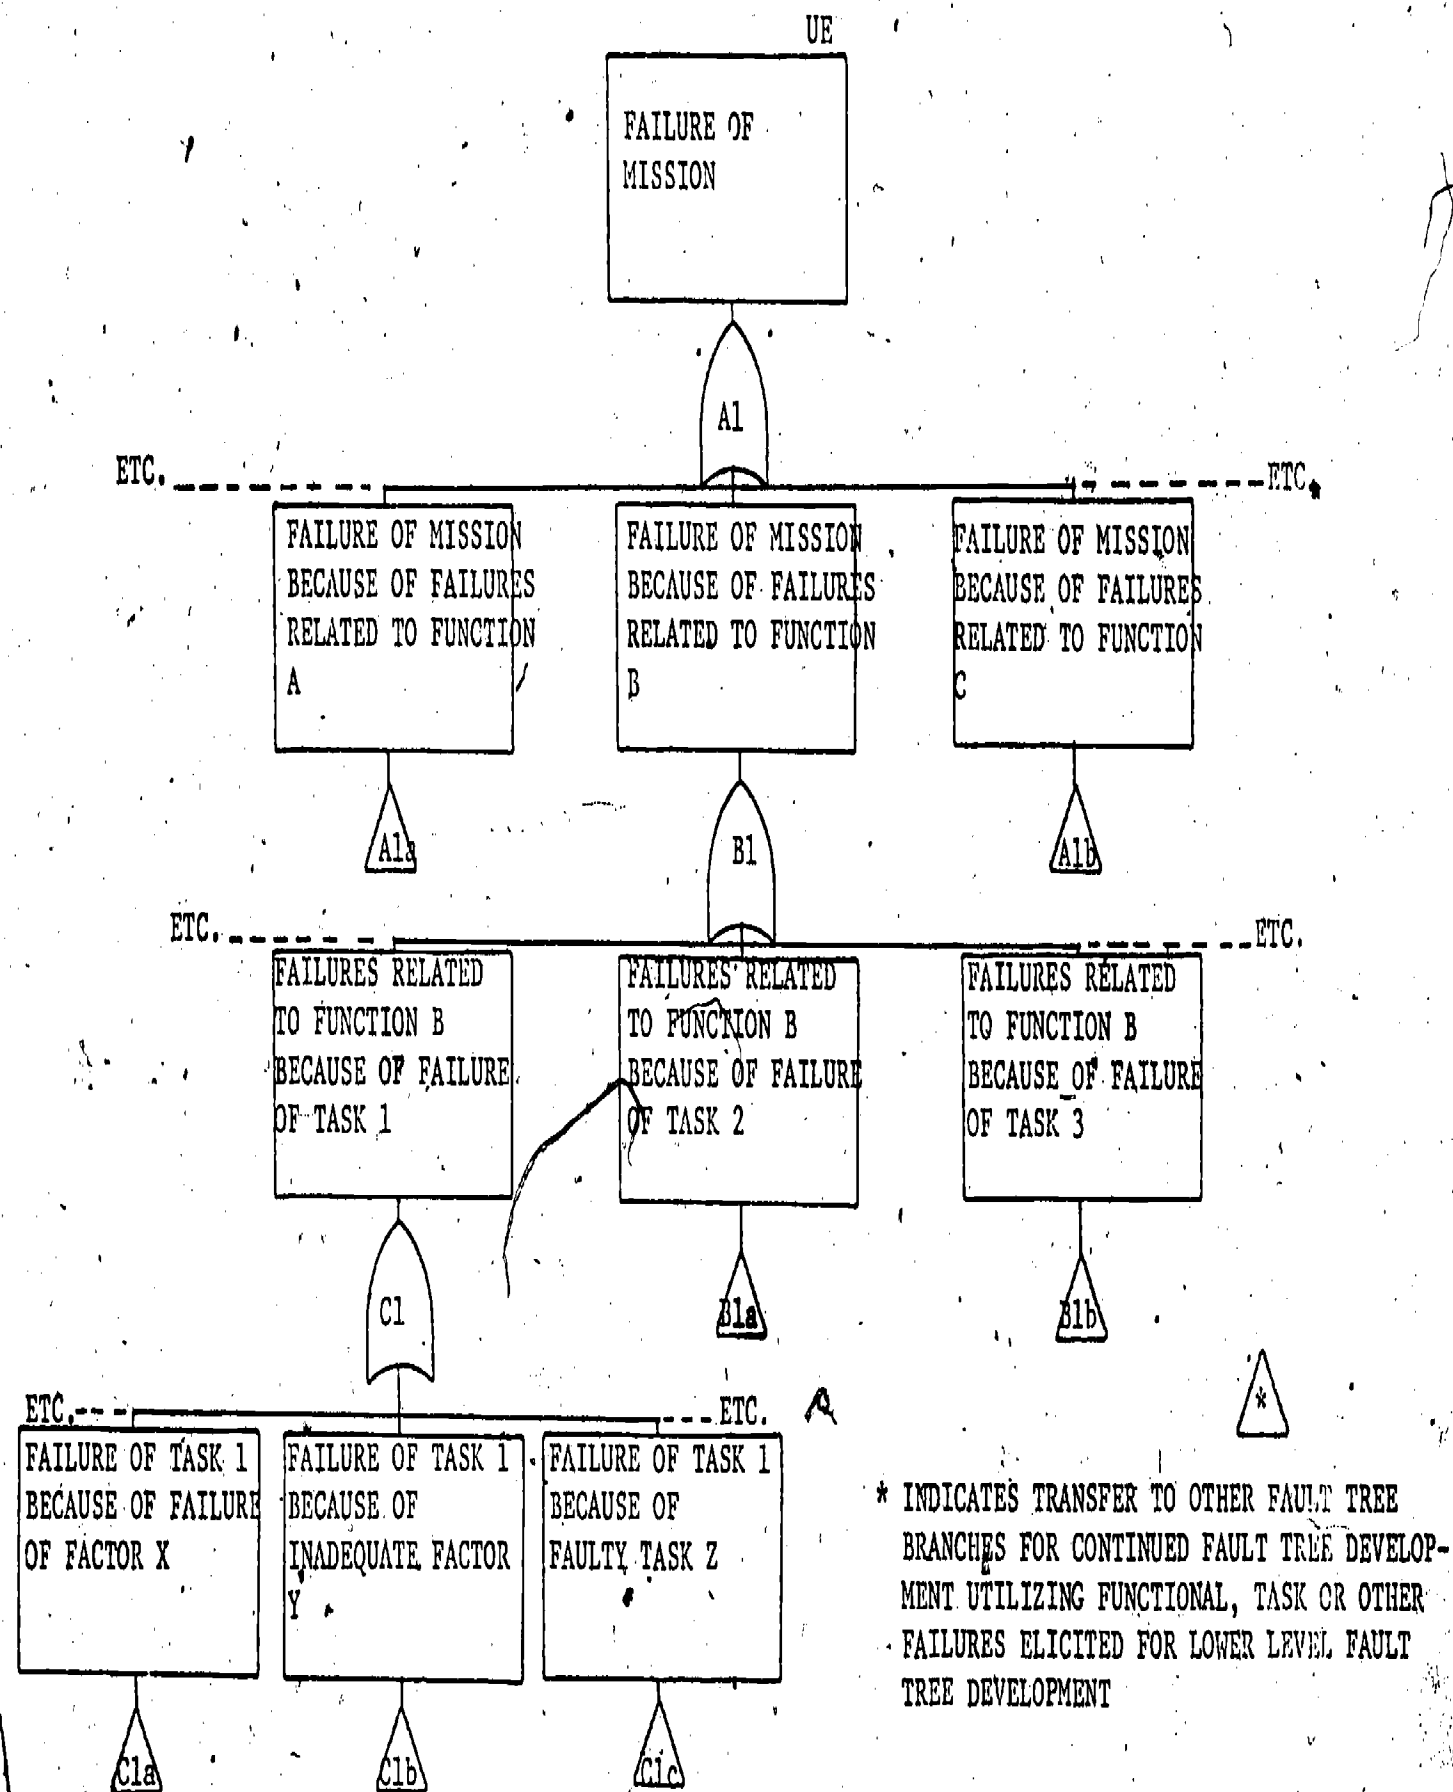 UE
FAILURE OF
MISSION
A1
ETC.
ETC.*
FAILURE OF MISSION
BECAUSE OF FAILURES
RELATED TO FUNCTION
A
FAILURE OF MISSION
BECAUSE OF FAILURES
RELATED TO FUNCTION
B
FAILURE OF MISSION
BECAUSE OF FAILURES
RELATED TO FUNCTION
C
A1a
B1
A1b
ETC.
ETC.
FAILURES RELATED
TO FUNCTION B
BECAUSE OF FAILURE
OF TASK 1
FAILURES RELATED
TO FUNCTION B
BECAUSE OF FAILURE
OF TASK 2
FAILURES RELATED
TO FUNCTION B
BECAUSE OF FAILURE
OF TASK 3
C1
B1a
B1b
*
ETC.
ETC.
FAILURE OF TASK 1
BECAUSE OF FAILURE
OF FACTOR X
FAILURE OF TASK 1
BECAUSE OF
INADEQUATE FACTOR
Y
FAILURE OF TASK 1
BECAUSE OF
FAULTY TASK Z
C1a
C1b
C1c
* INDICATES TRANSFER TO OTHER FAULT TREE
BRANCHES FOR CONTINUED FAULT TREE DEVELOP-
MENT UTILIZING FUNCTIONAL, TASK OR OTHER
FAILURES ELICITED FOR LOWER LEVEL FAULT
TREE DEVELOPMENT